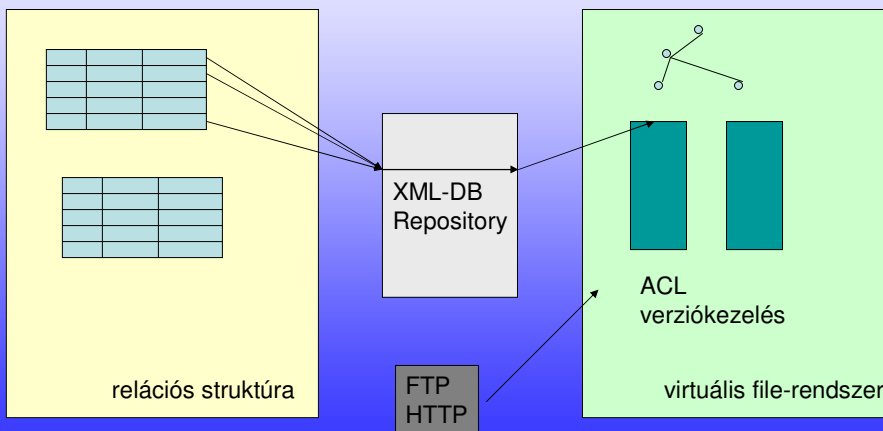 XML-DB
Repository
ACL
verziókezelés
relációs struktúra
FTP
HTTP
virtuális file-rendszer